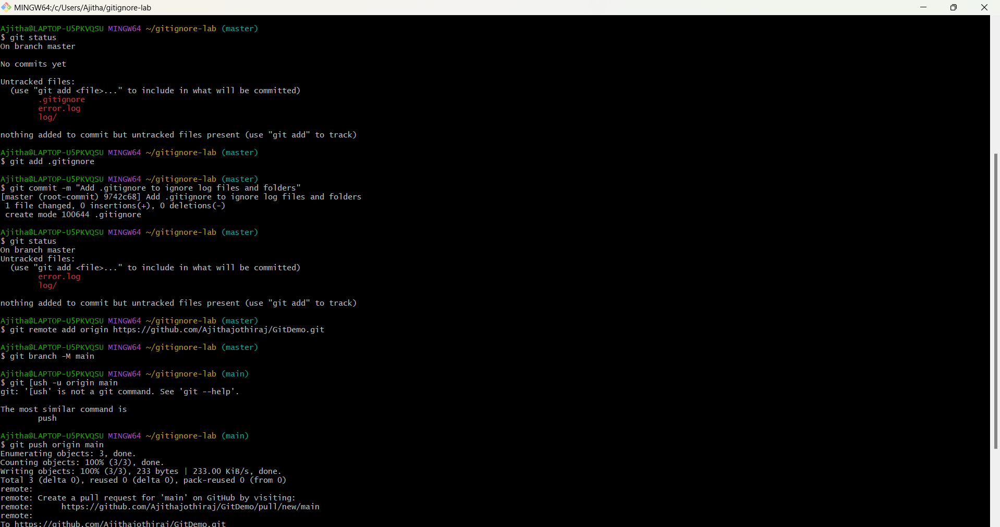 MINGW64:/c/Users/Ajitha/gitignore-lab
Ajitha@LAPTOP-U5PKVQSU MINGW64 ~/gitignore-lab (master)
$ git status
On branch master
No commits yet
Untracked files:
  (use "git add <file>..." to include in what will be committed)
        .gitignore
        error.log
        log/
nothing added to commit but untracked files present (use "git add" to track)
Ajitha@LAPTOP-U5PKVQSU MINGW64 ~/gitignore-lab (master)
$ git add .gitignore
Ajitha@LAPTOP-U5PKVQSU MINGW64 ~/gitignore-lab (master)
$ git commit -m "Add .gitignore to ignore log files and folders"
[master (root-commit) 9742c68] Add .gitignore to ignore log files and folders
 1 file changed, 0 insertions(+), 0 deletions(-)
 create mode 100644 .gitignore
Ajitha@LAPTOP-U5PKVQSU MINGW64 ~/gitignore-lab (master)
$ git status
On branch master
Untracked files:
  (use "git add <file>..." to include in what will be committed)
        error.log
        log/
nothing added to commit but untracked files present (use "git add" to track)
Ajitha@LAPTOP-U5PKVQSU MINGW64 ~/gitignore-lab (master)
$ git remote add origin https://github.com/Ajithajothiraj/GitDemo.git
Ajitha@LAPTOP-U5PKVQSU MINGW64 ~/gitignore-lab (master)
$ git branch -M main
Ajitha@LAPTOP-U5PKVQSU MINGW64 ~/gitignore-lab (main)
$ git [ush -u origin main
git: '[ush' is not a git command. See 'git --help'.
The most similar command is
        push
Ajitha@LAPTOP-U5PKVQSU MINGW64 ~/gitignore-lab (main)
$ git push origin main
Enumerating objects: 3, done.
Counting objects: 100% (3/3), done.
Writing objects: 100% (3/3), 233 bytes | 233.00 KiB/s, done.
Total 3 (delta 0), reused 0 (delta 0), pack-reused 0 (from 0)
remote:
remote: Create a pull request for 'main' on GitHub by visiting:
remote:      https://github.com/Ajithajothiraj/GitDemo/pull/new/main
remote:
To https://github.com/Ajithajothiraj/GitDemo.git